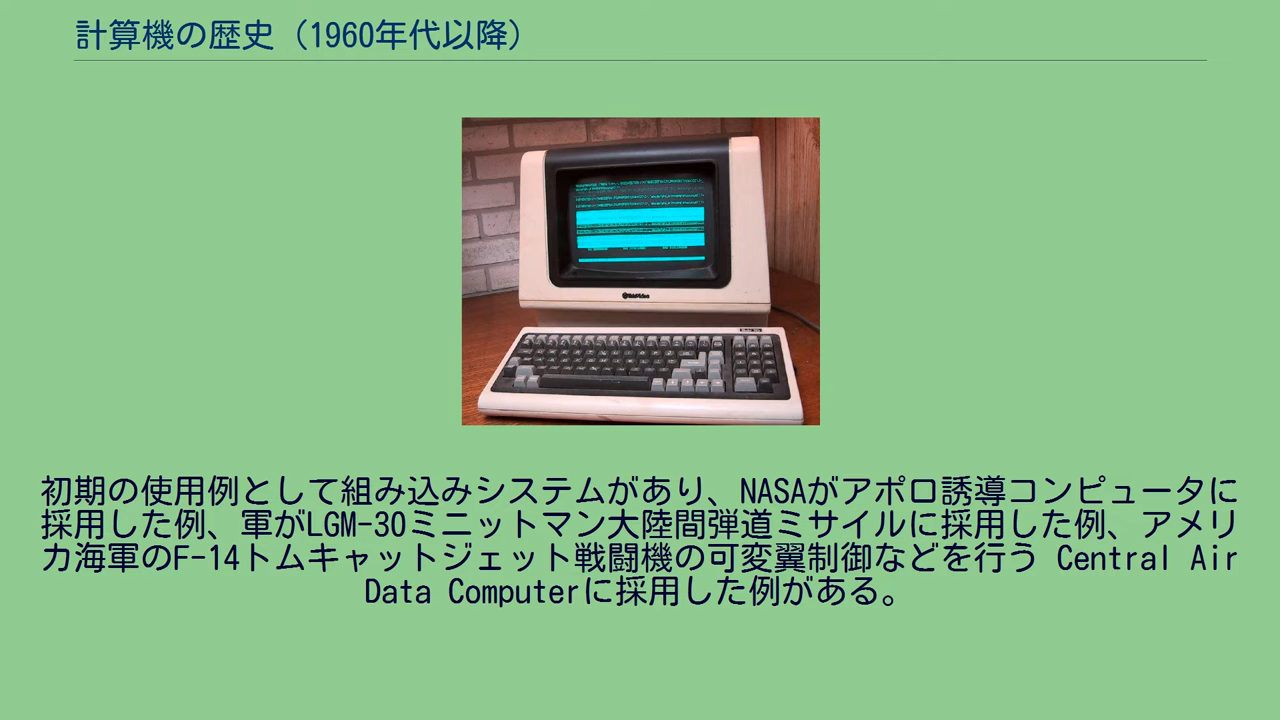 計算機の歴史（1960年代以降）
TeleVideo
初期の使用例として組み込みシステムがあり、NASAがアポロ誘導コンピュータに
採用した例、軍がLGM-30ミニットマン大陸間弾道ミサイルに採用した例、アメリ
カ海軍のF-14トムキャットジェット戦闘機の可変翼制御などを行う Central Air
Data Computerに採用した例がある。